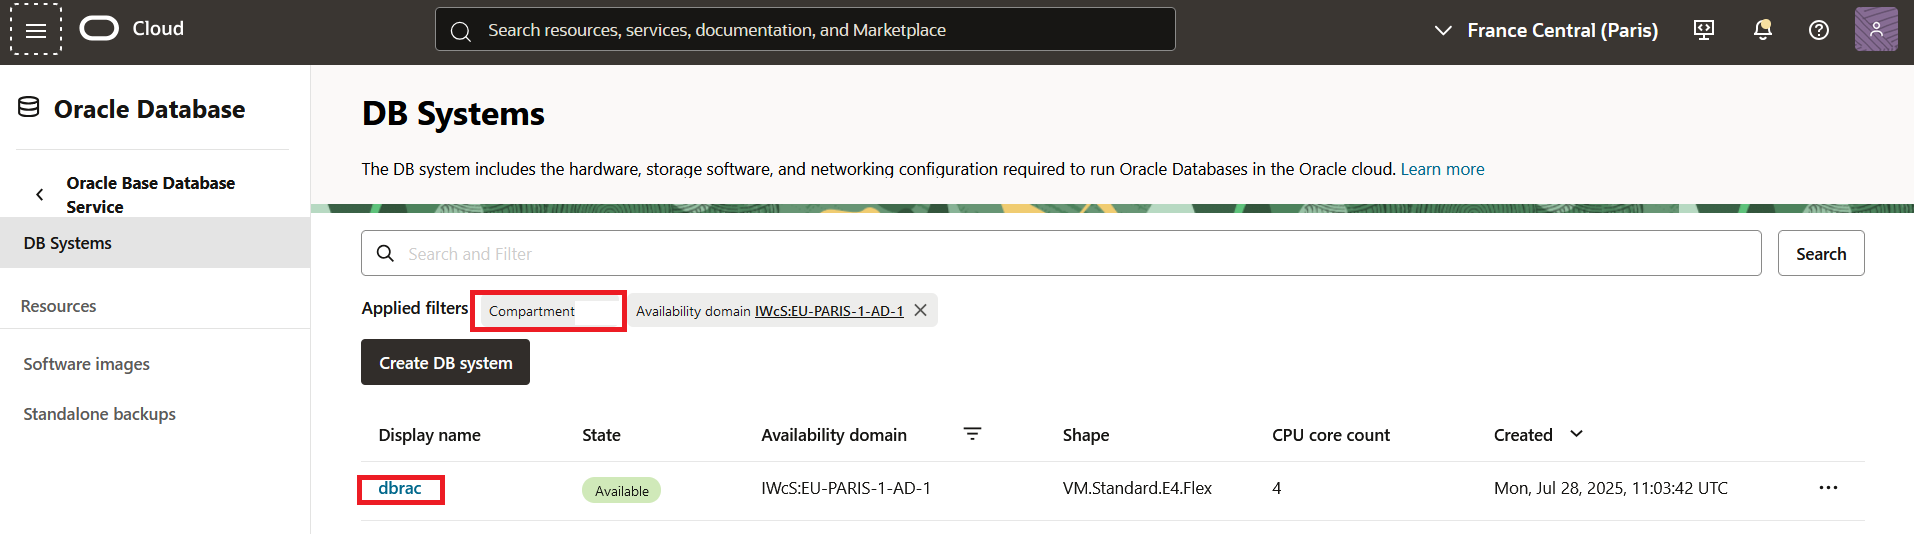 Cloud
Search resources, services, documentation, and Marketplace
France Central (Paris)
Oracle Database
Oracle Base Database
Service
DB Systems
Resources
Software images
Standalone backups
DB Systems
The DB system includes the hardware, storage software, and networking configuration required to run Oracle Databases in the Oracle cloud. Learn more
Search and Filter
Search
Applied filters Compartment Availability domain IWcS:EU-PARIS-1-AD-1
Create DB system
Display name State Availability domain Shape CPU core count Created
dbrac Available IWcS:EU-PARIS-1-AD-1 VM.Standard.E4.Flex 4 Mon, Jul 28, 2025, 11:03:42 UTC